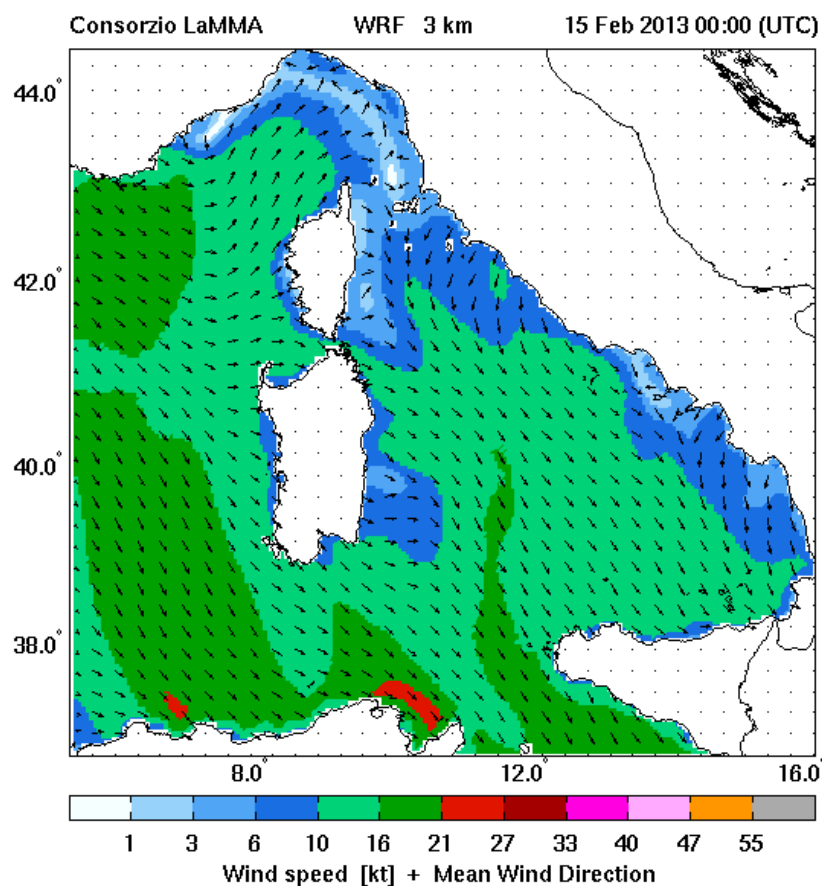 Consorzio LaMMA WRF 3 km 15 Feb 2013 00:00 (UTC)
44.0°
42.0°
40.0°
38.0°
8.0° 12.0° 16.0°
1 3 6 10 16 21 27 33 40 47 55
Wind speed [kt] + Mean Wind Direction